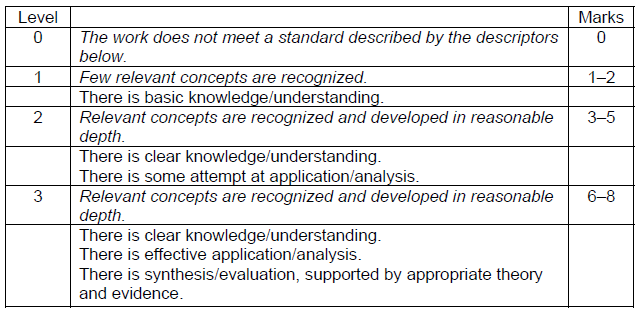 Level Marks
0 The work does not meet a standard described by the descriptors 0
below.
1 Few relevant concepts are recognized. 1–2
There is basic knowledge/understanding.
2 Relevant concepts are recognized and developed in reasonable 3–5
depth.
There is clear knowledge/understanding.
There is some attempt at application/analysis.
3 Relevant concepts are recognized and developed in reasonable 6–8
depth.
There is clear knowledge/understanding.
There is effective application/analysis.
There is synthesis/evaluation, supported by appropriate theory
and evidence.